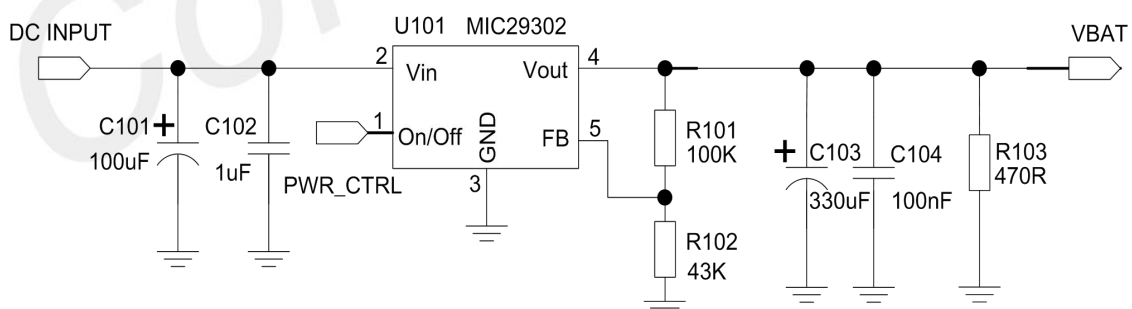 Co
U101 MIC29302
DC INPUT
VBAT
2
Vin
Vout
4
C101
+
100uF
C102
1uF
1
On/Off
PWR_CTRL
GND
3
FB
5
R101
100K
R102
43K
+
C103
330uF
C104
100nF
R103
470R